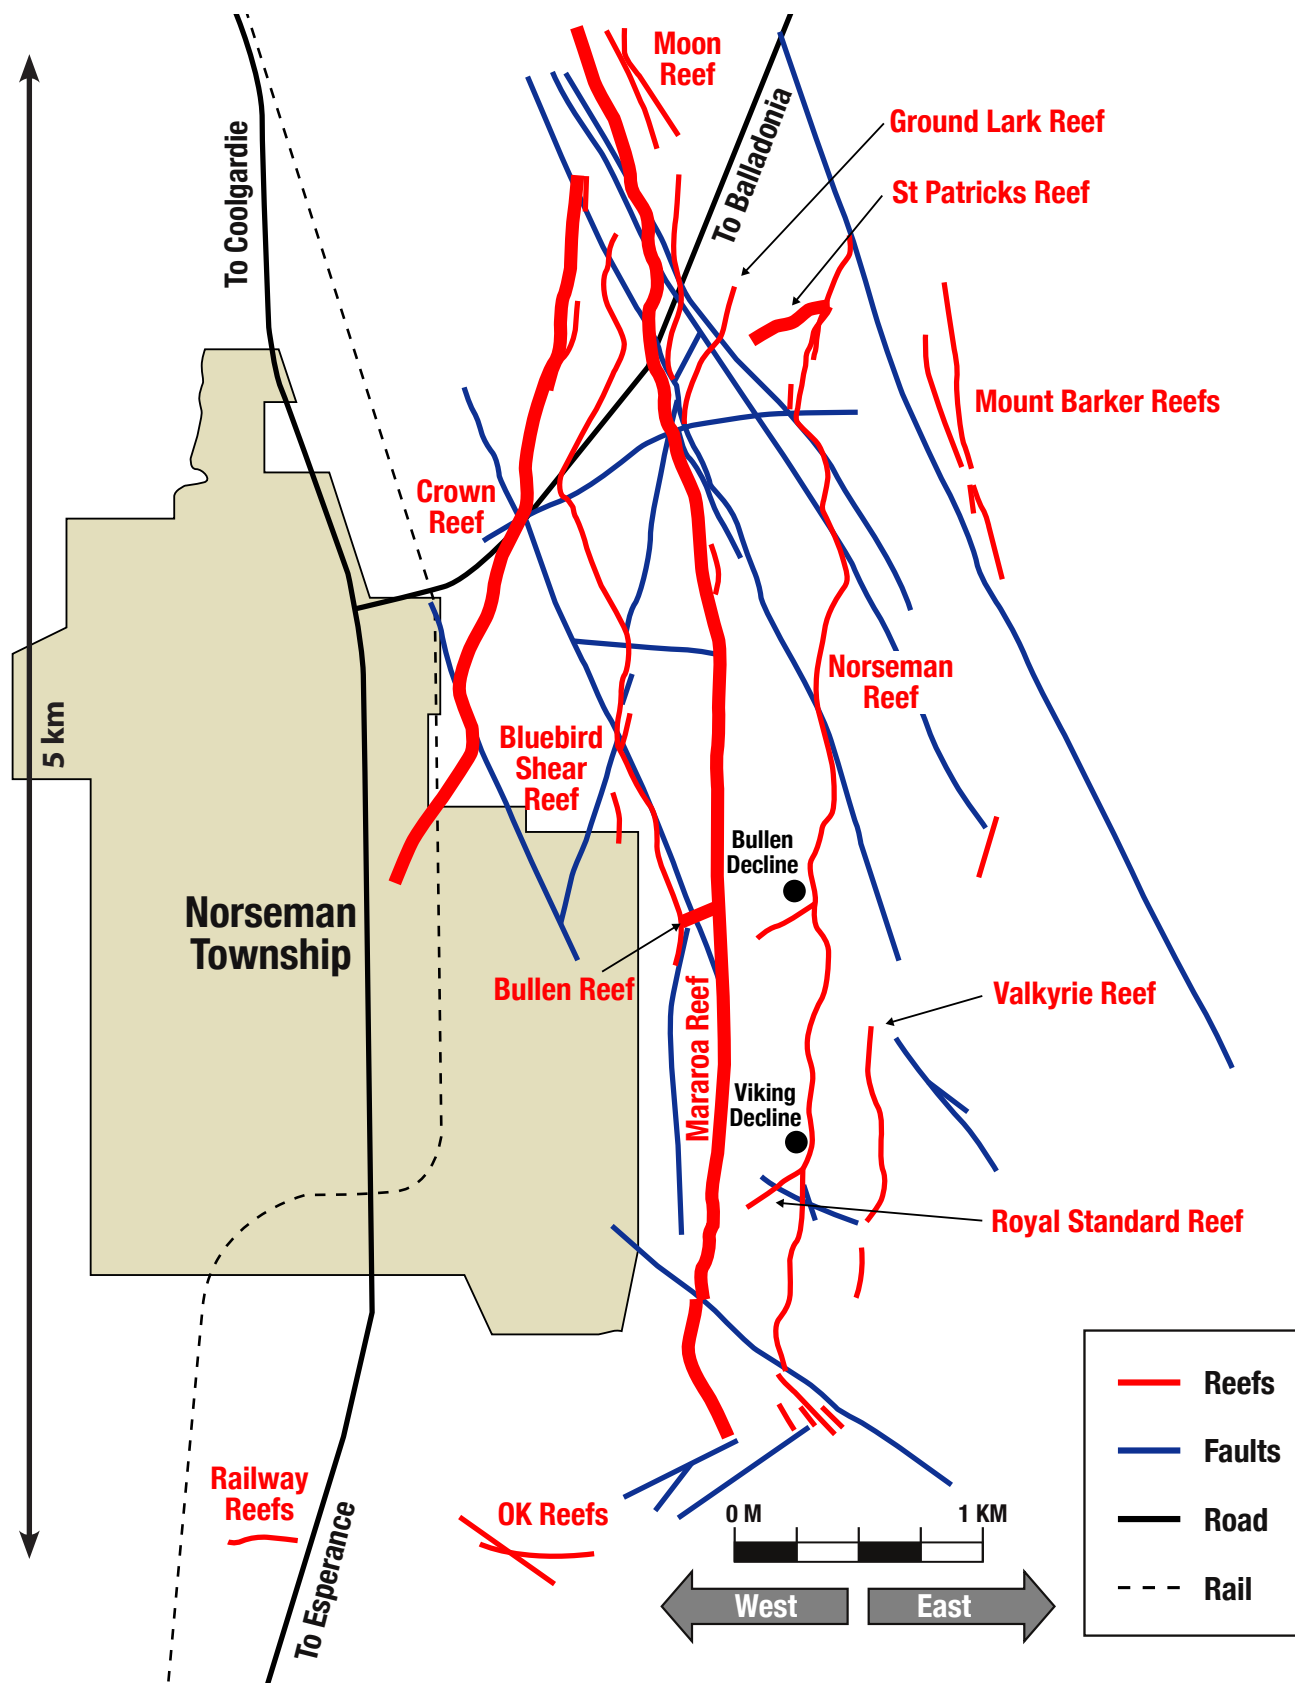 Moon
Reef
To Coolgardie
To Balladonia
Ground Lark Reef
St Patricks Reef
Mount Barker Reefs
Crown
Reef
Norseman
Reef
5 km
Bluebird
Shear
Reef
Bullen
Decline
Norseman
Township
Bullen Reef
Mararoa Reef
Valkyrie Reef
Viking
Decline
Royal Standard Reef
Reefs
Faults
Road
Rail
Railway
Reefs
To Esperance
OK Reefs
0 M
1 KM
West
East